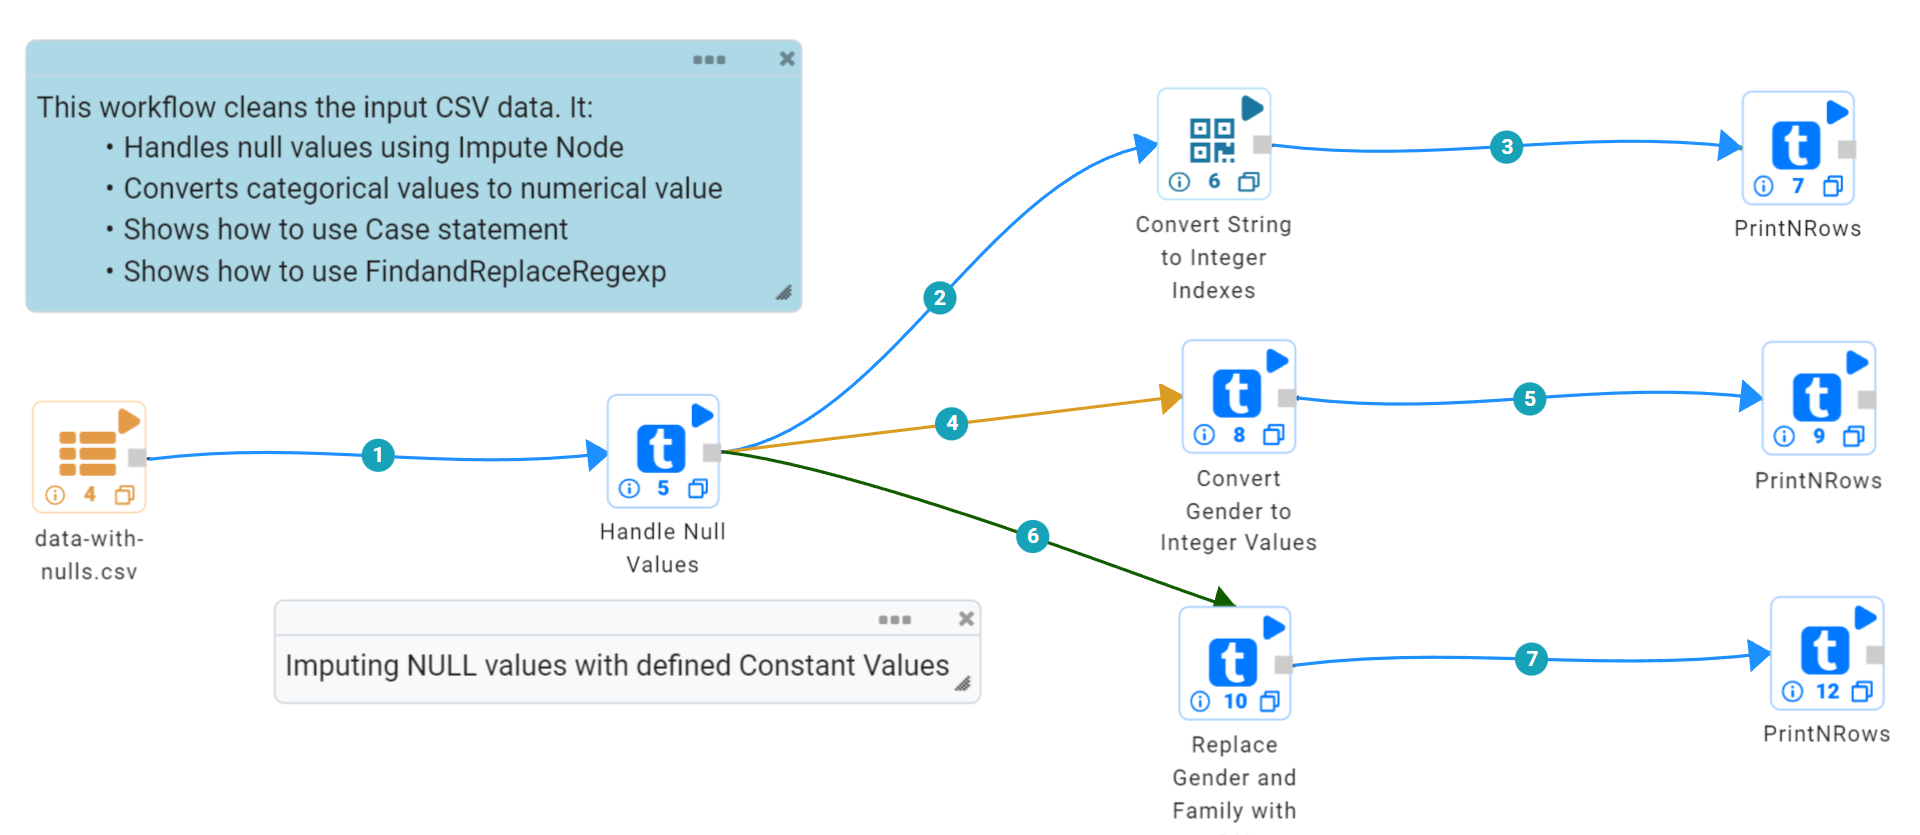 This workflow cleans the input CSV data. It:
• Handles null values using Impute Node
• Converts categorical values to numerical value
• Shows how to use Case statement
• Shows how to use FindandReplaceRegexp
4
data-with-
nulls.csv
1
5
Handle Null
Values
Imputing NULL values with defined Constant Values
2
6
Convert String
to Integer
Indexes
3
7
PrintNRows
4
8
Convert
Gender to
Integer Values
5
9
PrintNRows
6
10
Replace
Gender and
Family with
7
12
PrintNRows